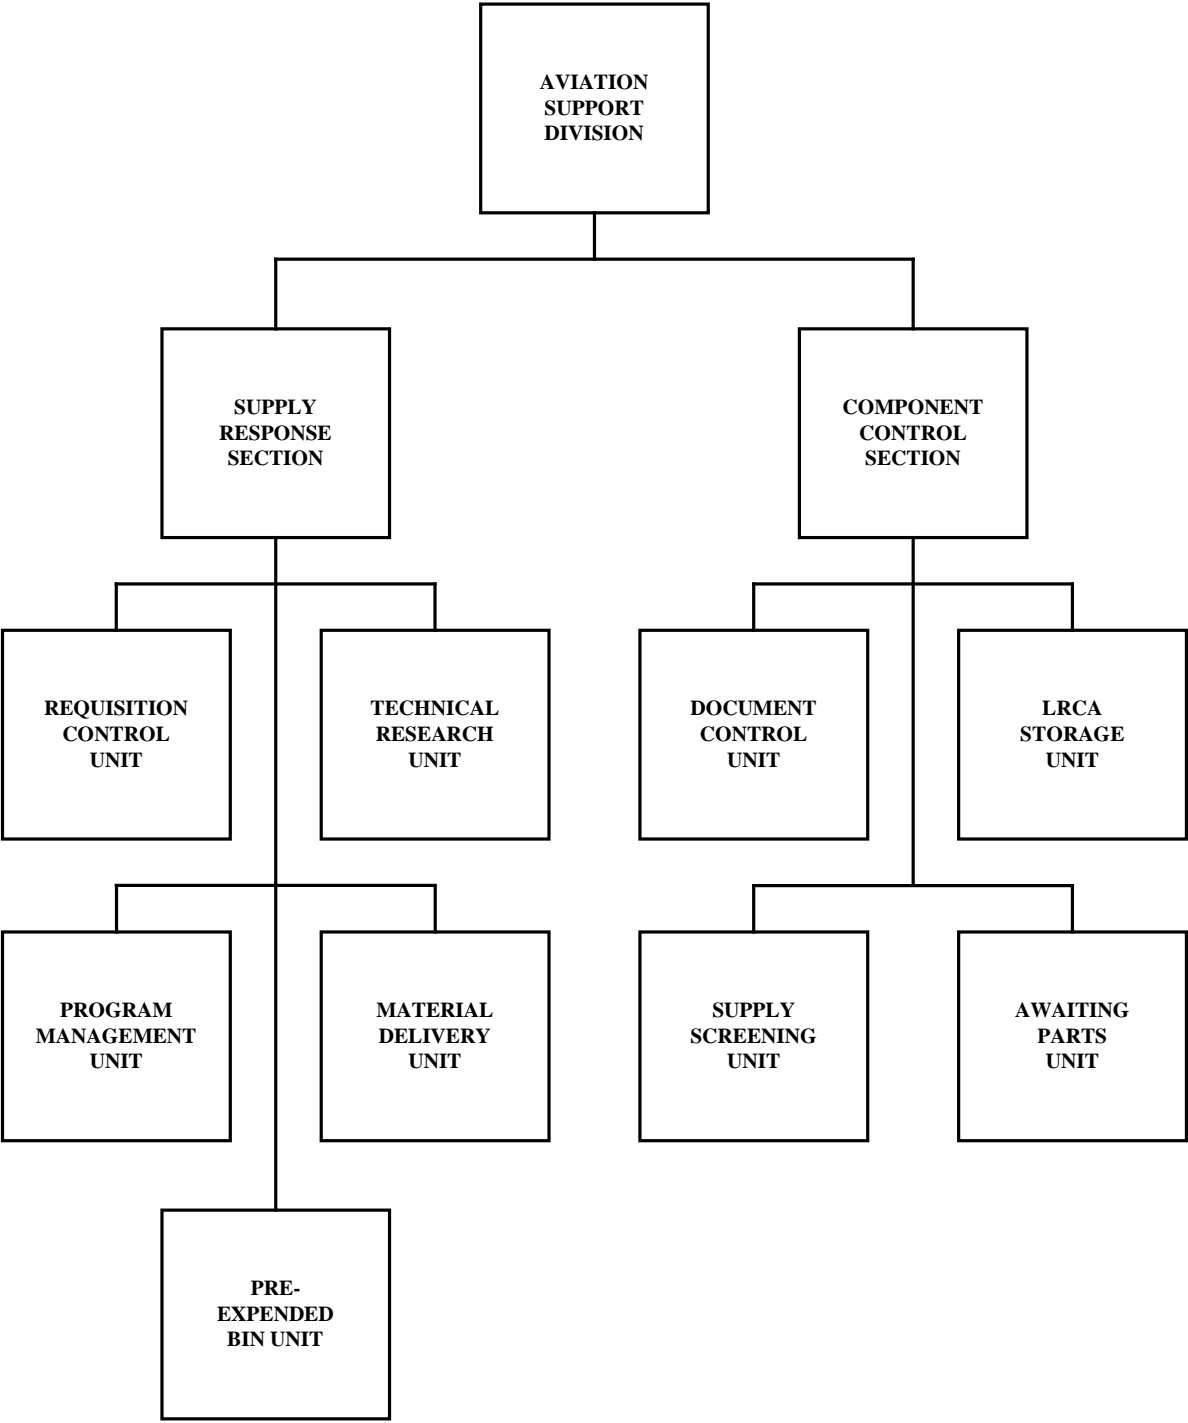 AVIATION
SUPPORT
DIVISION
SUPPLY
RESPONSE
SECTION
COMPONENT
CONTROL
SECTION
REQUISITION
CONTROL
UNIT
TECHNICAL
RESEARCH
UNIT
DOCUMENT
CONTROL
UNIT
LRCA
STORAGE
UNIT
PROGRAM
MANAGEMENT
UNIT
MATERIAL
DELIVERY
UNIT
SUPPLY
SCREENING
UNIT
AWAITING
PARTS
UNIT
PRE-
EXPENDED
BIN UNIT